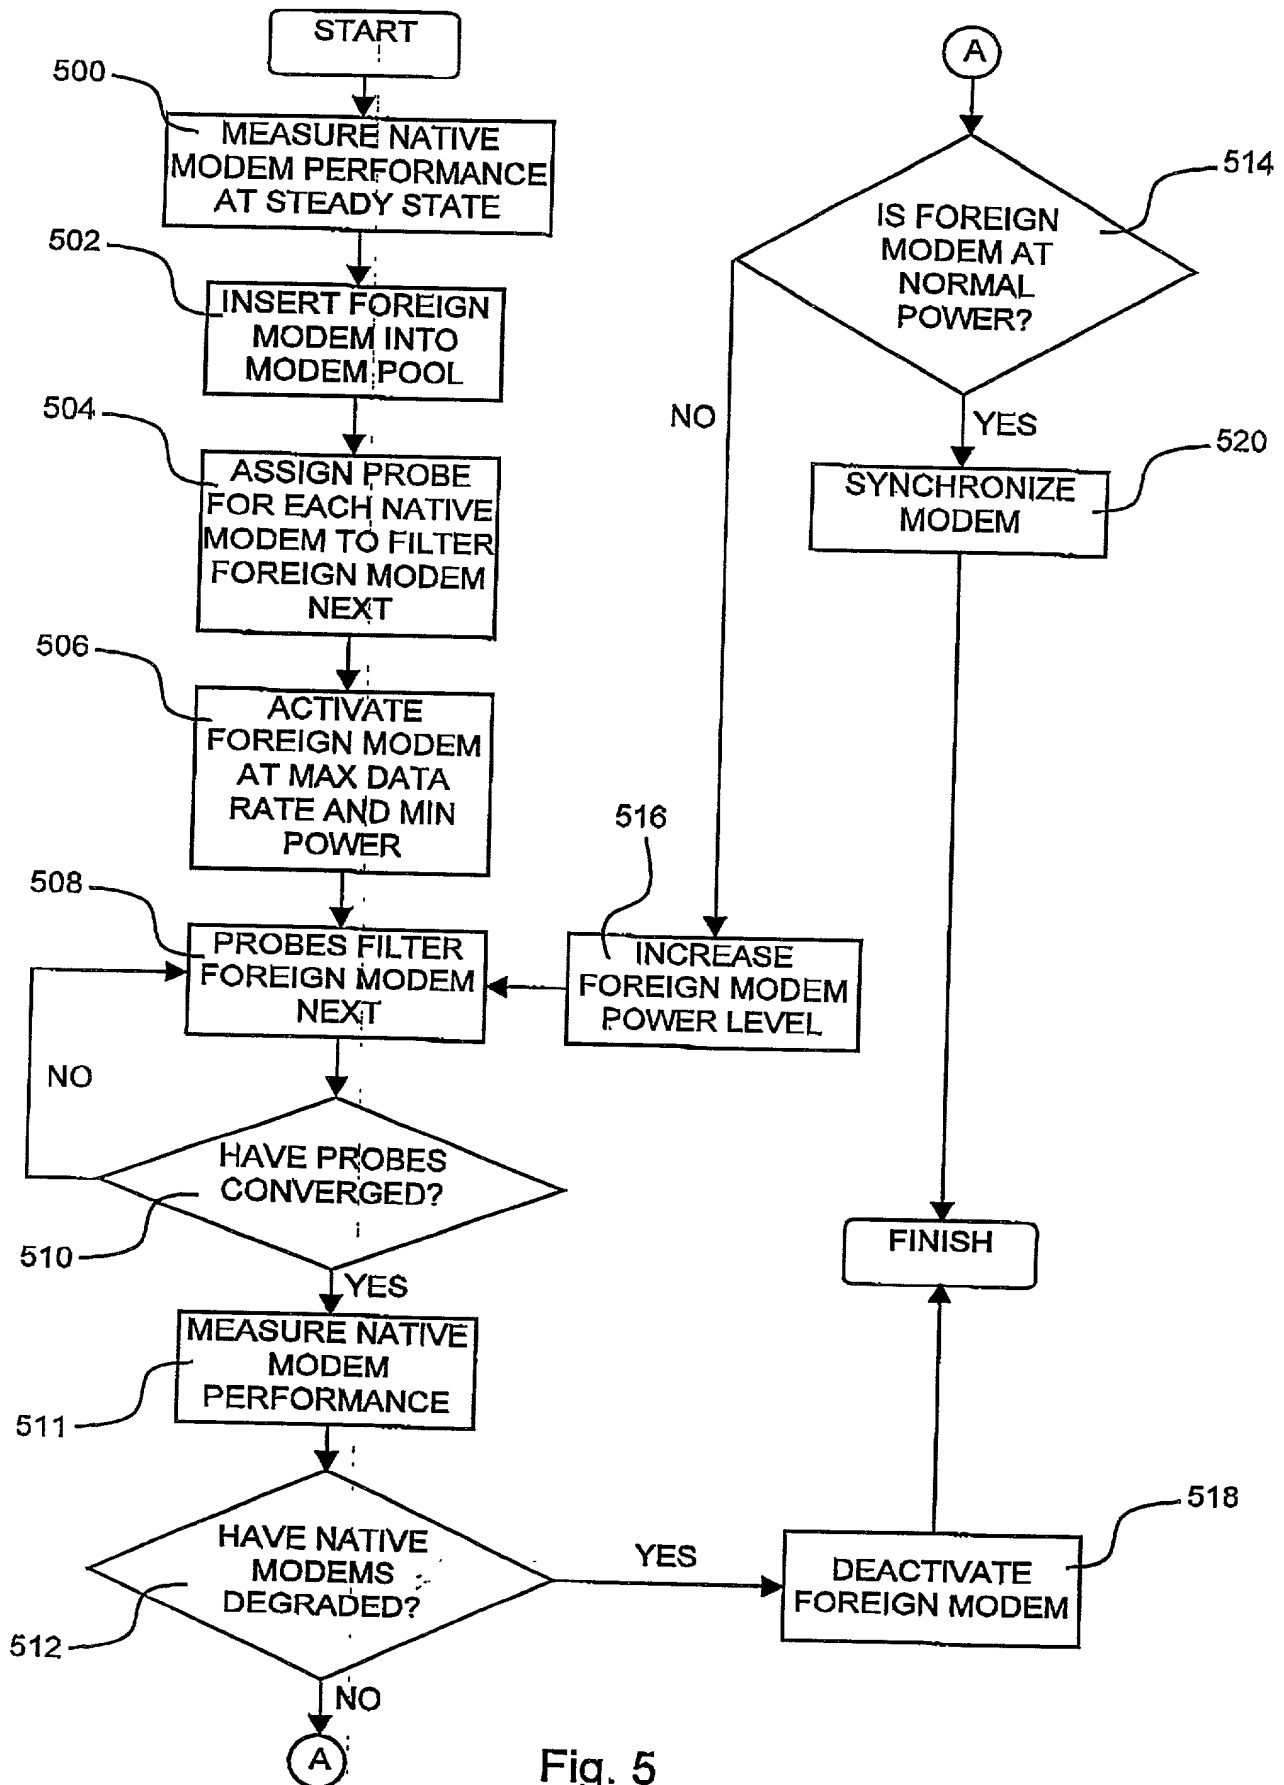 START
500
MEASURE NATIVE
MODEM PERFORMANCE
AT STEADY STATE
502
INSERT FOREIGN
MODEM INTO
MODEM POOL
504
ASSIGN PROBE
FOR EACH NATIVE
MODEM TO FILTER
FOREIGN MODEM
NEXT
506
ACTIVATE
FOREIGN MODEM
AT MAX DATA
RATE AND MIN
POWER
508
PROBES FILTER
FOREIGN MODEM
NEXT
NO
HAVE PROBES
CONVERGED?
510
YES
MEASURE NATIVE
MODEM
PERFORMANCE
511
HAVE NATIVE
MODEMS
DEGRADED?
512
YES
NO
A
A
514
IS FOREIGN
MODEM AT
NORMAL
POWER?
NO
YES
520
SYNCHRONIZE
MODEM
516
INCREASE
FOREIGN MODEM
POWER LEVEL
FINISH
518
DEACTIVATE
FOREIGN MODEM
Fig. 5